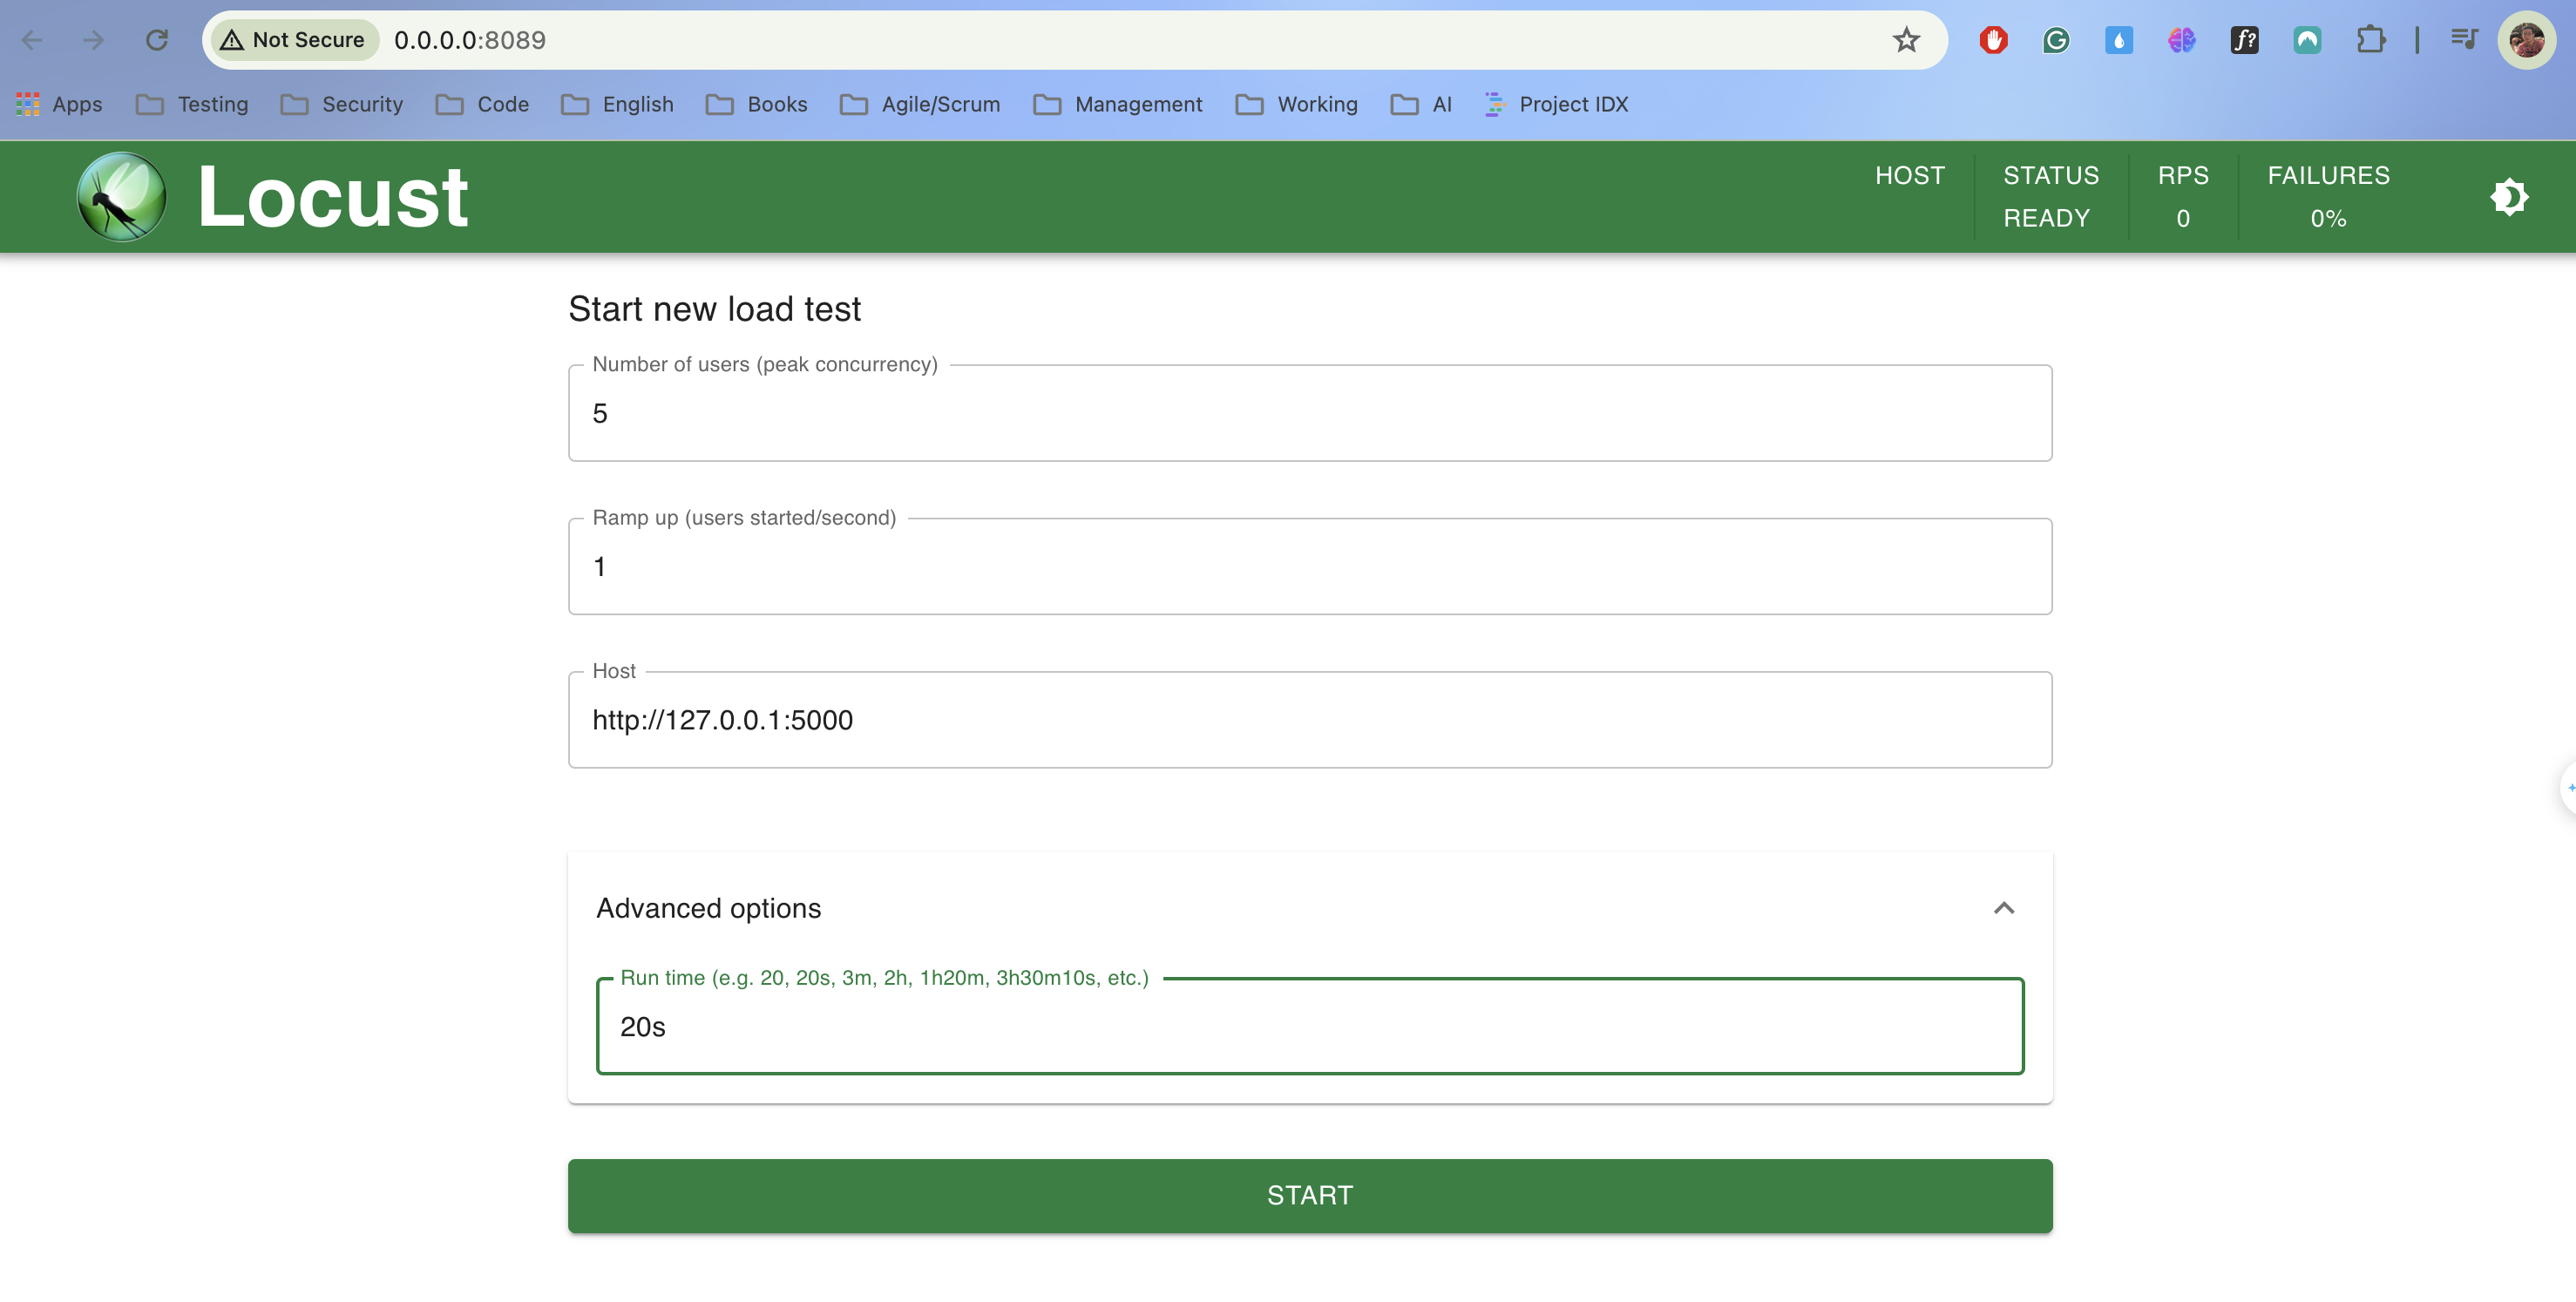 Not Secure 0.0.0.0:8089
Apps Testing Security Code English Books Agile/Scrum Management Working AI Project IDX
Locust
HOST STATUS RPS FAILURES
READY 0 0%
Start new load test
Number of users (peak concurrency)
5
Ramp up (users started/second)
1
Host
http://127.0.0.1:5000
Advanced options
Run time (e.g. 20, 20s, 3m, 2h, 1h20m, 3h30m10s, etc.)
20s
START